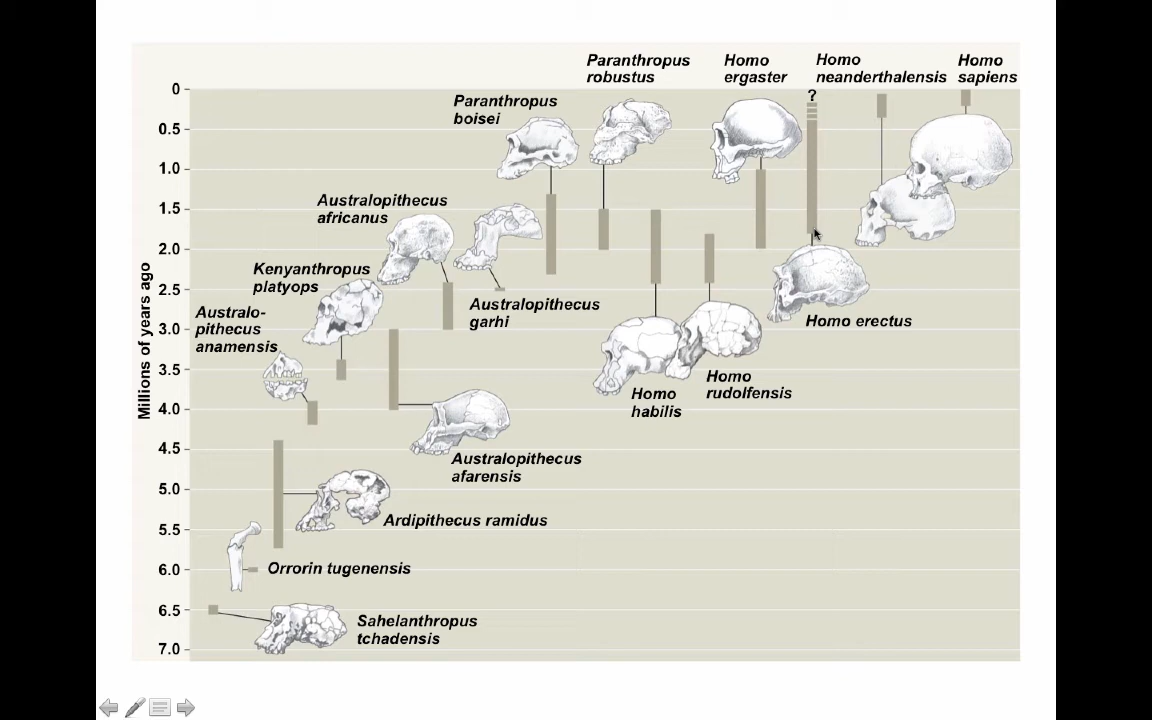 Paranthropus
robustus
Homo
ergaster
Homo
neanderthalensis
Homo
sapiens
?
Paranthropus
boisei
Australopithecus
africanus
Kenyanthropus
platyops
Australo-
pithecus
anamensis
Australopithecus
garhi
Homo erectus
Homo
rudolfensis
Homo
habilis
Australopithecus
afarensis
Ardipithecus ramidus
Orrorin tugenensis
Sahelanthropus
tchadensis
Millions of years ago
0
0.5
1.0
1.5
2.0
2.5
3.0
3.5
4.0
4.5
5.0
5.5
6.0
6.5
7.0